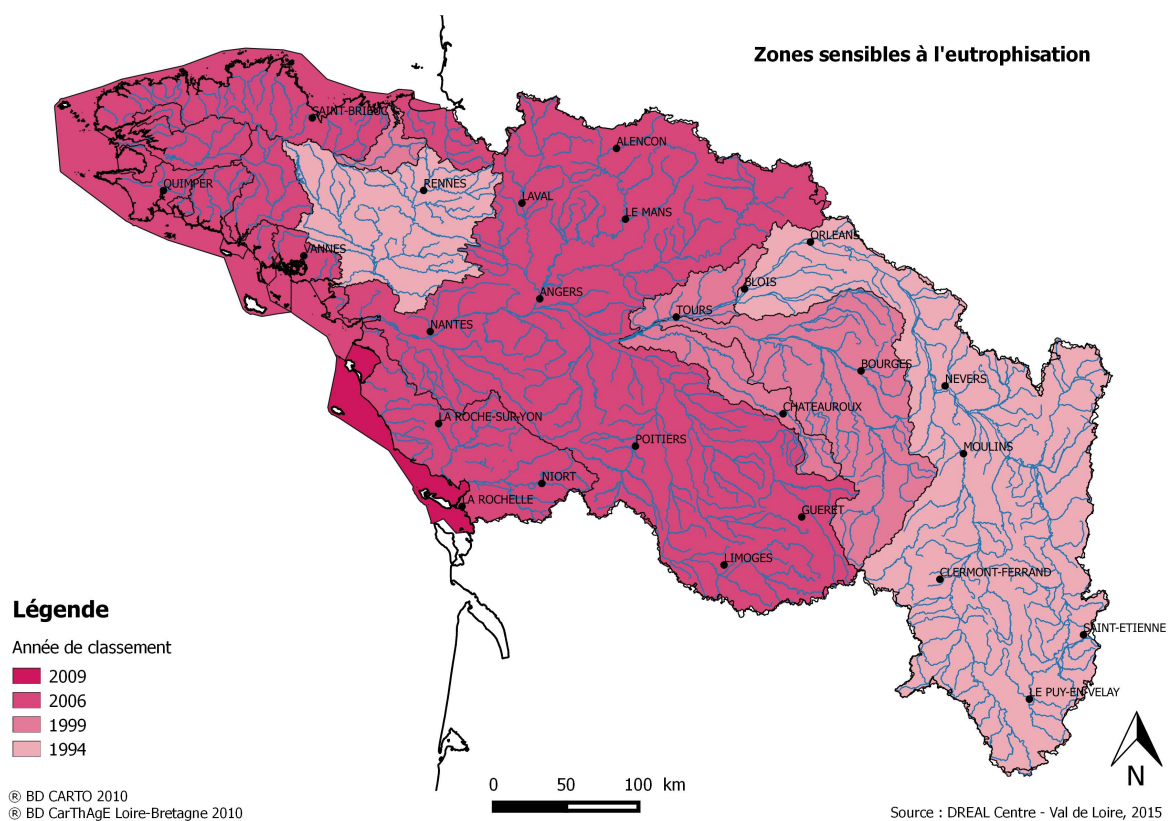 Zones sensibles à l'eutrophisation
SAINT-BRIEUC
ALENCON
QUIMPER
RENNES
LAVAL
LE MANS
VANNES
ORLEANS
BLOIS
ANGERS
TOURS
NANTES
BOURGES
NEVERS
CHATEAUROUX
LA ROCHE-SUR-YON
POITIERS
MOULINS
NIORT
LA ROCHELLE
GUERET
LIMOGES
CLERMONT-FERRAND
SAINT-ETIENNE
LE PUY-EN-VELAY
Légende
Année de classement
2009
2006
1999
1994
® BD CARTO 2010
® BD CarThAgE Loire-Bretagne 2010
0 50 100 km
N
Source : DREAL Centre - Val de Loire, 2015